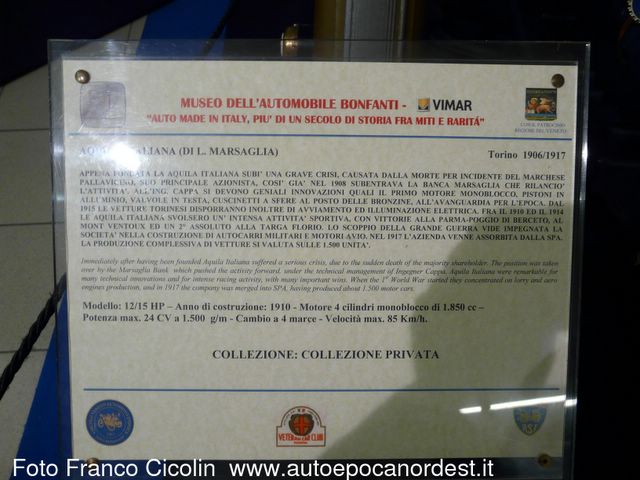 MUSEO DELL'AUTOMOBILE BONFANTI - VIMAR
"AUTO MADE IN ITALY, PIU' DI UN SECOLO DI STORIA FRA MITI E RARITÁ"
CON IL PATROCINIO
REGIONE DEL VENETO
ALIANA (DI L. MARSAGLIA) Torino 1906/1917
APPENA FONDATA LA AQUILA ITALIANA SUBI' UNA GRAVE CRISI, CAUSATA DALLA MORTE PER INCIDENTE DEL MARCHESE
PALLAVICINO, SUO PRINCIPALE AZIONISTA, COSI' GIA' NEL 1908 SUBENTRAVA LA BANCA MARSAGLIA CHE RILANCIO'
L'ATTIVITA'. ALL'ING. CAPPA SI DEVONO GENIALI INNOVAZIONI QUALI IL PRIMO MOTORE MONOBLOCCO, PISTONI IN
ALLUMINIO, VALVOLE IN TESTA, CUSCINETTI A SFERE AL POSTO DELLE BRONZINE, ALL'AVANGUARDIA PER L'EPOCA. DAL
1915 LE VETTURE TORINESI DISPORRANNO INOLTRE DI AVVIAMENTO ED ILLUMINAZIONE ELETTRICA. FRA IL 1910 ED IL 1914
LE AQUILA ITALIANA SVOLSERO UN' INTENSA ATTIVITA' SPORTIVA, CON VITTORIE ALLA PARMA-POGGIO DI BERCETO, AL
MONT VENTOUX ED UN 2° ASSOLUTO ALLA TARGA FLORIO. LO SCOPPIO DELLA GRANDE GUERRA VIDE IMPEGNATA LA
SOCIETA' NELLA COSTRUZIONE DI AUTOCARRI MILITARI E MOTORI AVIO. NEL 1917 L'AZIENDA VENNE ASSORBITA DALLA SPA.
LA PRODUZIONE COMPLESSIVA DI VETTURE SI VALUTA SULLE 1.500 UNITA'.
Immediately after having been founded Aquila Italiana suffered a serious crisis, due to the sudden death of the majority shareholder. The position was taken
over by the Marsaglia Bank which pushed the activity forward. under the technical management of Ingegner Cappa. Aquila Italiana were remarkable for
many technical innovations and for intense racing activity, with many important wins. When the 1st World War started they concentrated on lorry and aero
engines production, and in 1917 the company was merged into SPA, having produced about 1.500 motor cars.
Modello: 12/15 HP – Anno di costruzione: 1910 - Motore 4 cilindri monoblocco di 1.850 cc –
Potenza max. 24 CV a 1.500 g/m - Cambio a 4 marce - Velocità max. 85 Km/h.
COLLEZIONE: COLLEZIONE PRIVATA
VETERAN CAR CLUB
ASI
Foto Franco Cicolin www.autoepocanordest.it